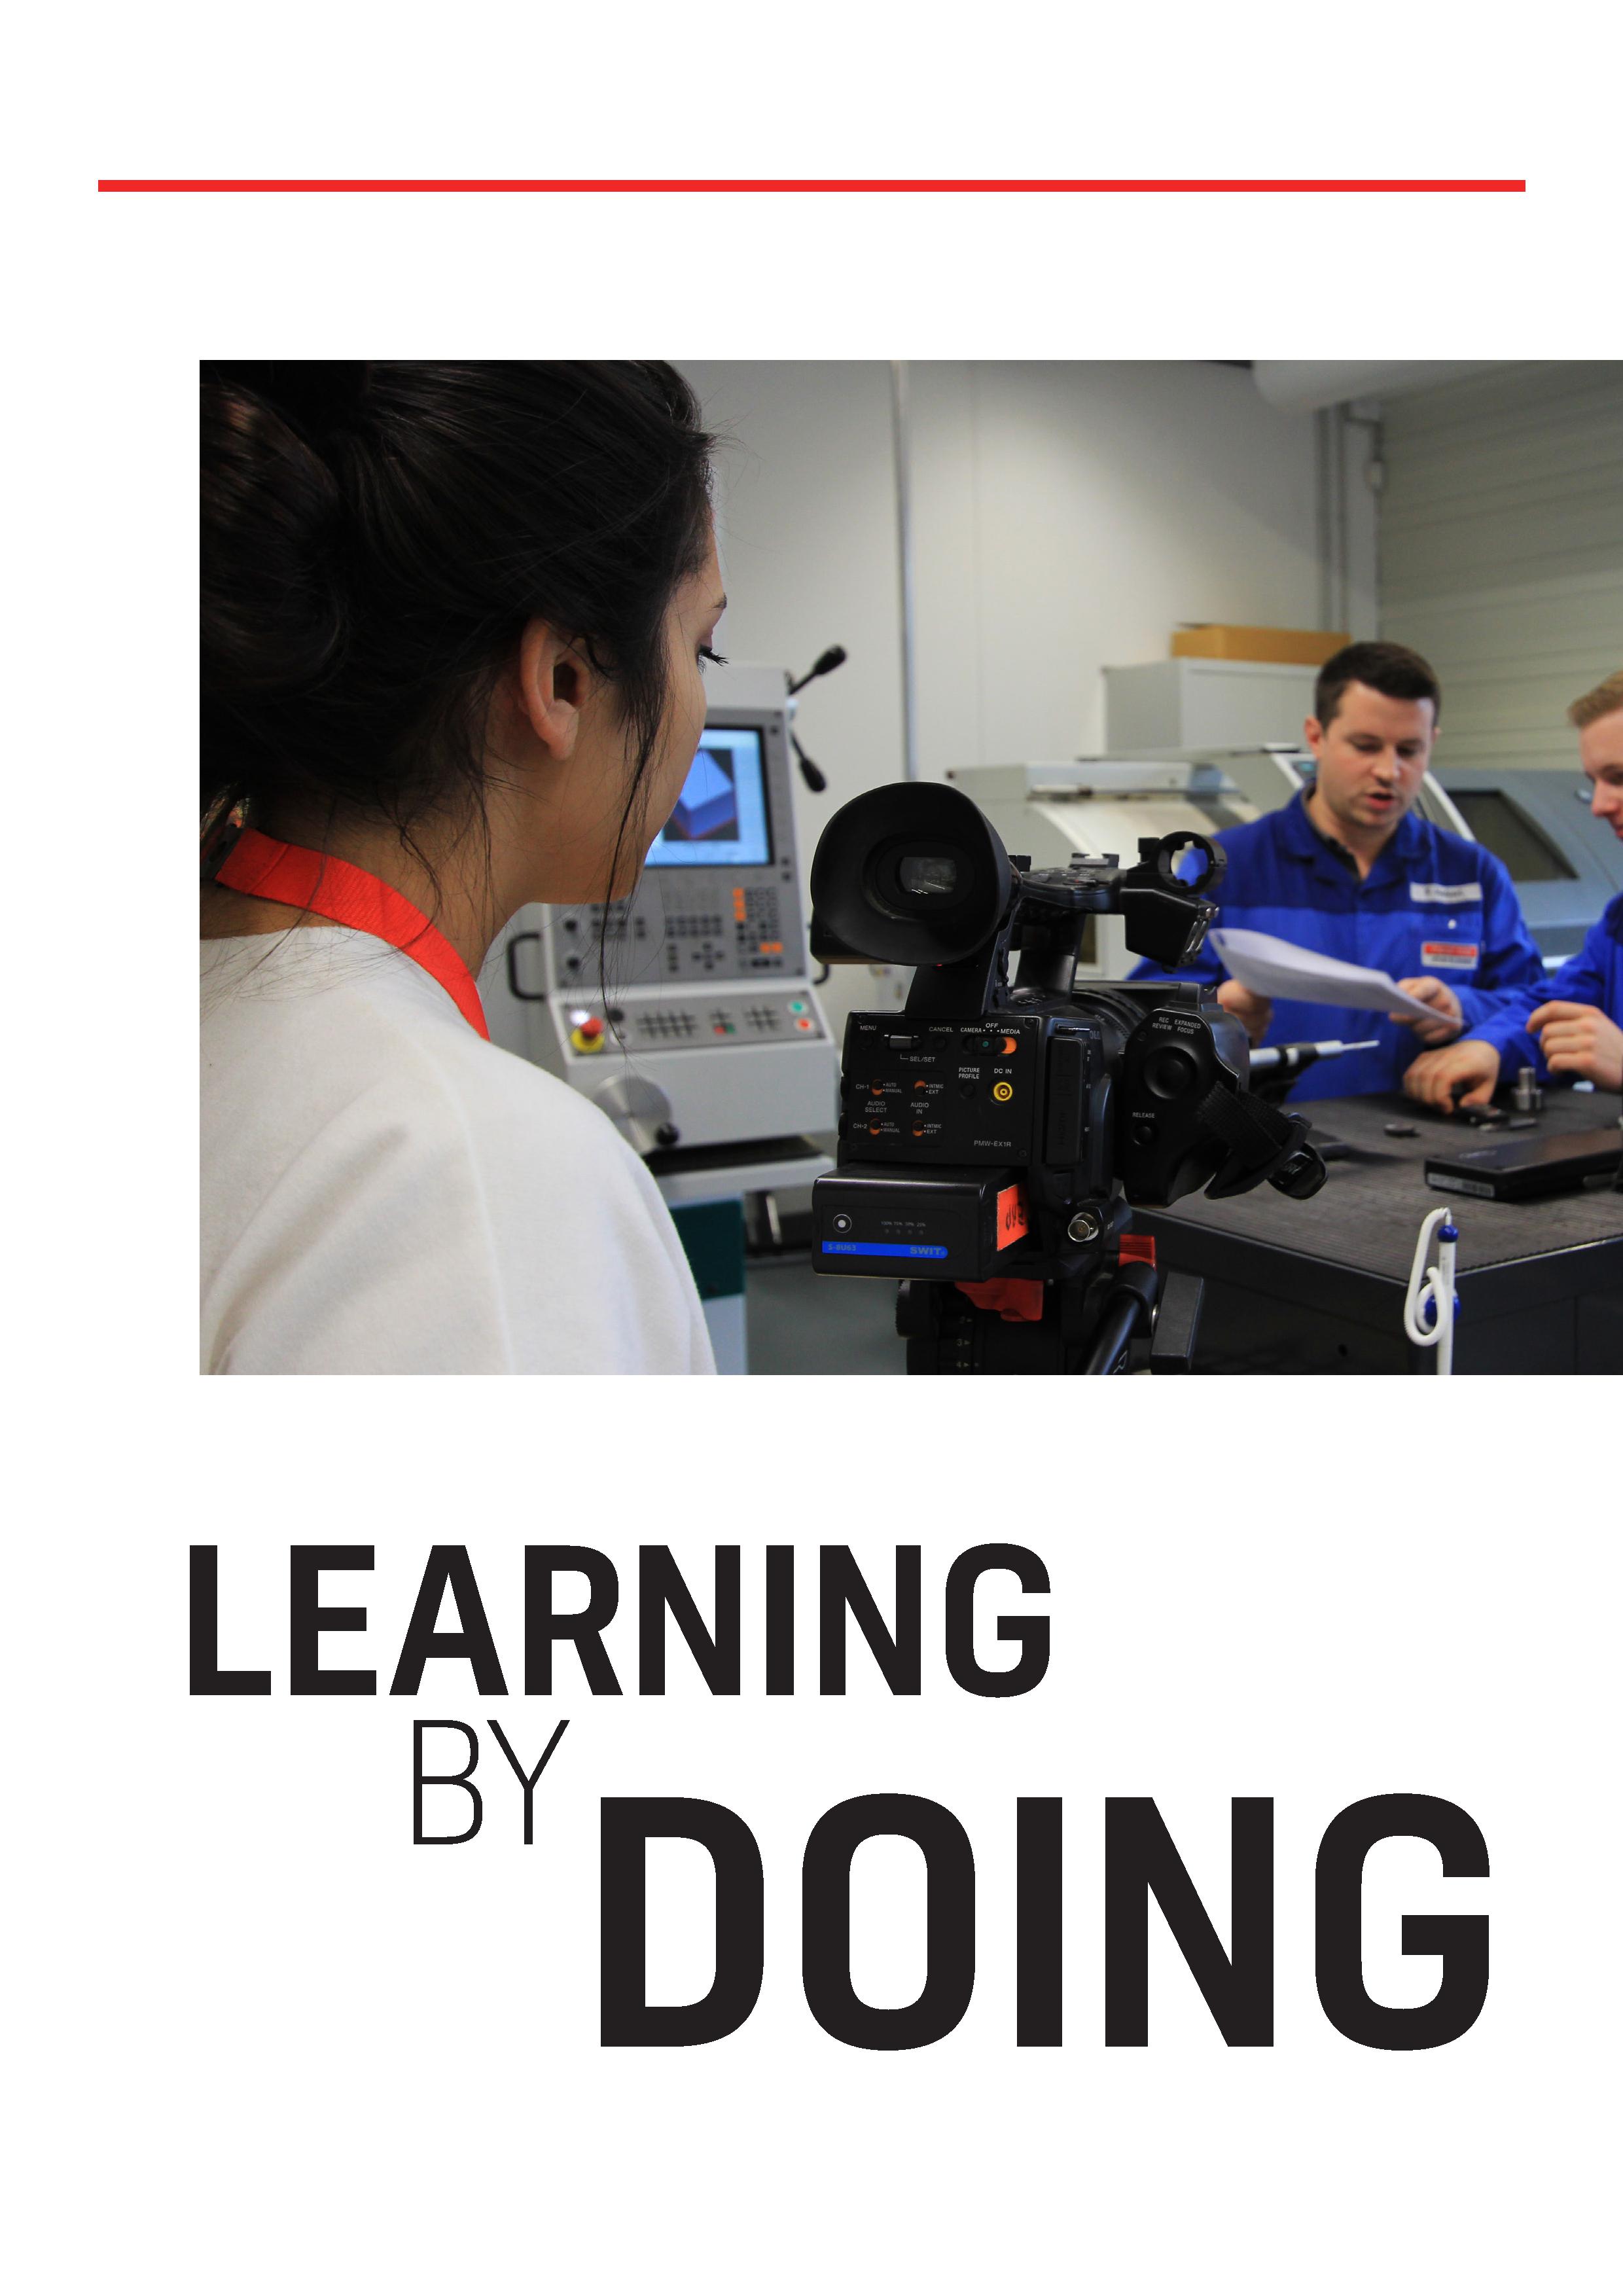 MENU
CANCEL
CAMERA OFF MEDIA
SEL/SET
PICTURE
PROFILE
DC IN
CH-1
AUTO
MANUAL
INT MIC
EXT
AUDIO
SELECT
AUDIO
IN
CH-2
AUTO
MANUAL
INT MIC
EXT
PMW-EX1R
REC
REVIEW
EXPANDED
FOCUS
RELEASE
S-8U63
SWIT
LEARNING
BY
DOING